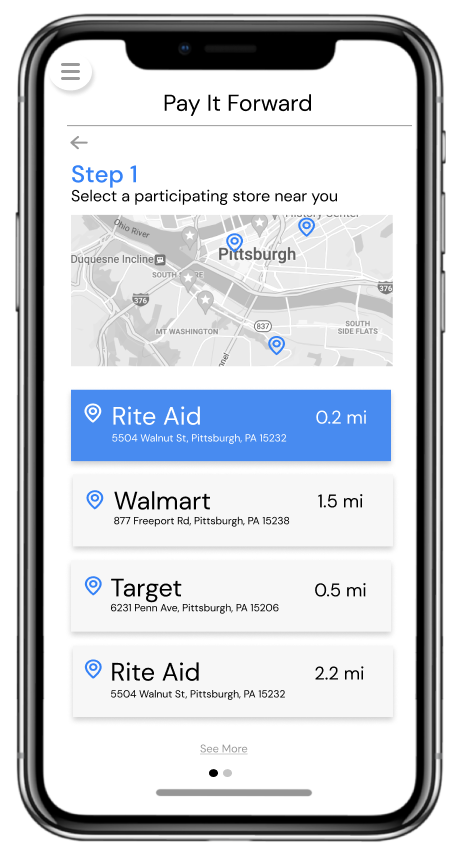 Pay It Forward
Step 1
Select a participating store near you
History Center
Ohio River
Pittsburgh
Duquesne Incline
SOUTH
RE
376
376
MT WASHINGTON
837
SOUTH
SIDE FLATS
nnel
Rite Aid
0.2 mi
5504 Walnut St, Pittsburgh, PA 15232
Walmart
1.5 mi
877 Freeport Rd, Pittsburgh, PA 15238
Target
0.5 mi
6231 Penn Ave, Pittsburgh, PA 15206
Rite Aid
2.2 mi
5504 Walnut St, Pittsburgh, PA 15232
See More